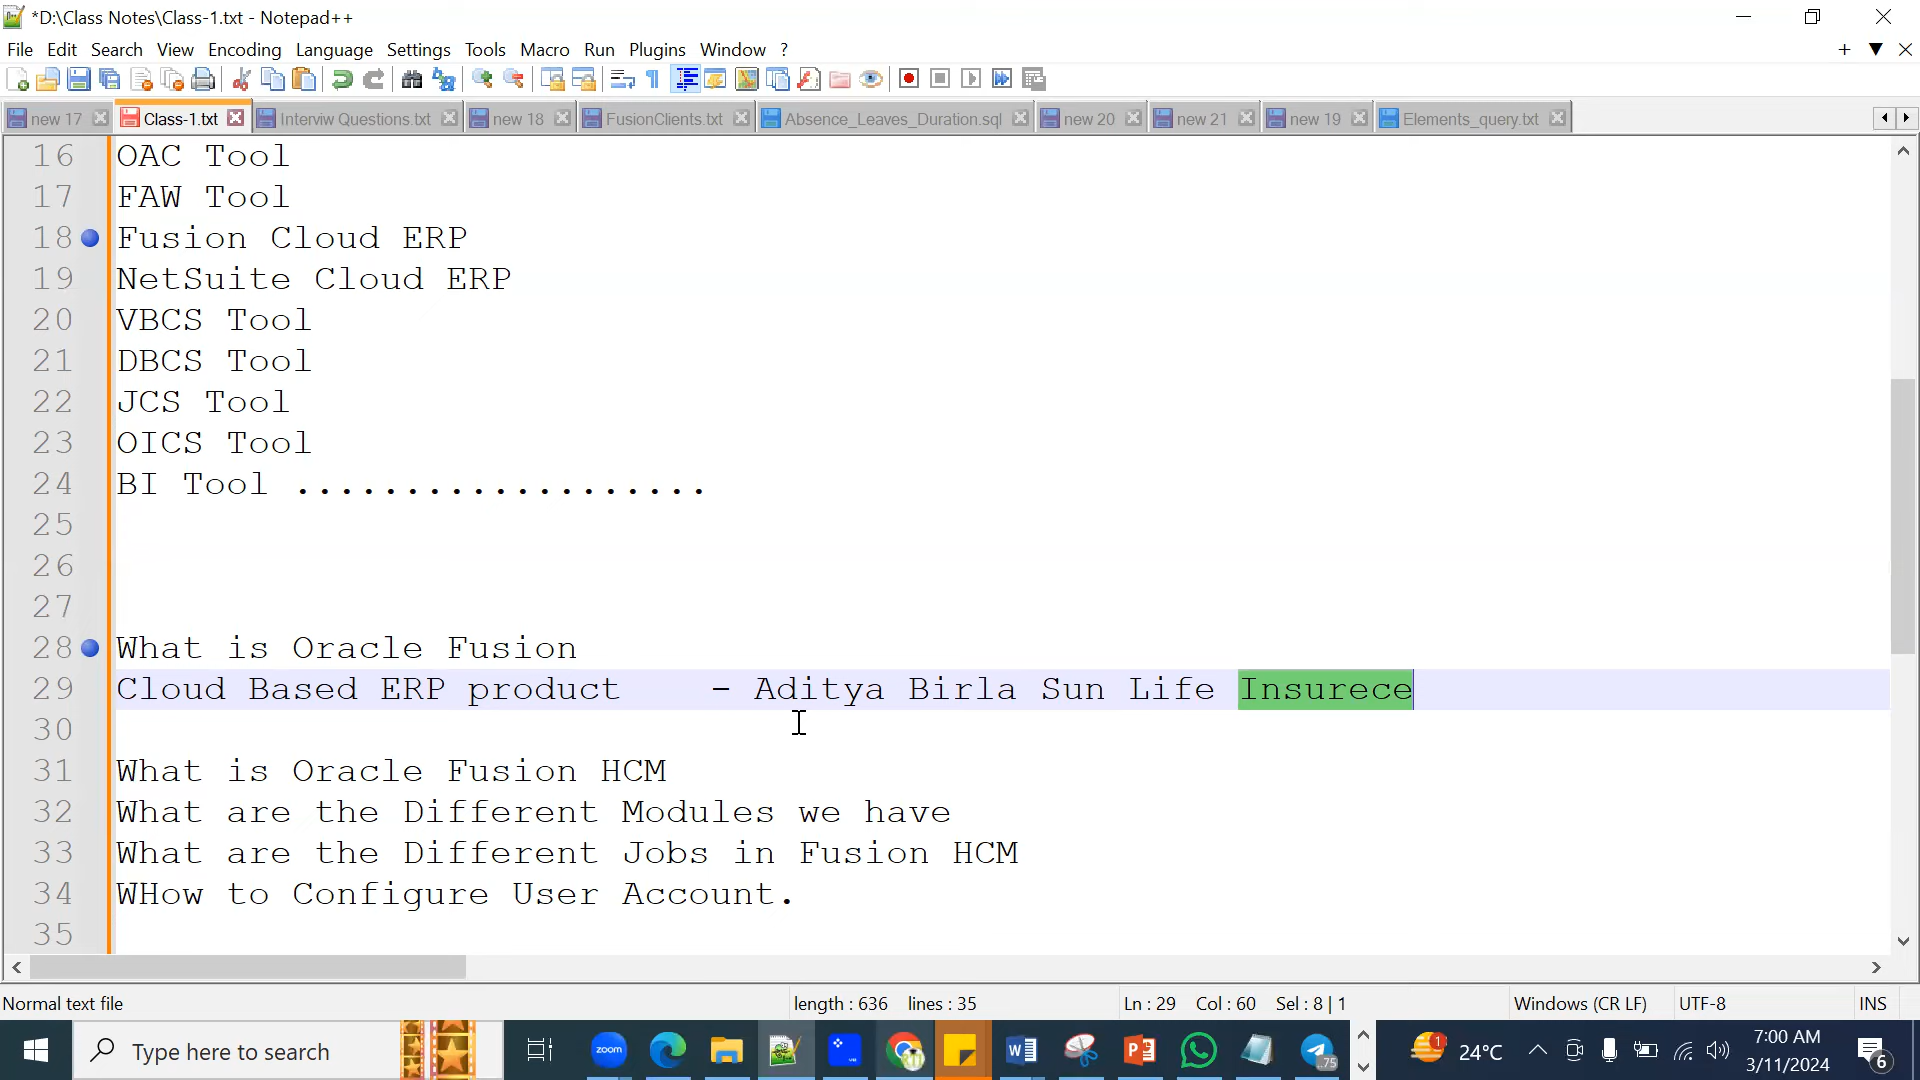 *D:\Class Notes\Class-1.txt - Notepad++
File Edit Search View Encoding Language Settings Tools Macro Run Plugins Window ?
new 17 Class-1.txt Interviw Questions.txt new 18 FusionClients.txt Absence_Leaves_Duration.sql new 20 new 21 new 19 Elements_query.txt
16 OAC Tool
17 FAW Tool
18 Fusion Cloud ERP
19 NetSuite Cloud ERP
20 VBCS Tool
21 DBCS Tool
22 JCS Tool
23 OICS Tool
24 BI Tool ...................
25
26
27
28 What is Oracle Fusion
29 Cloud Based ERP product - Aditya Birla Sun Life Insurece
30
31 What is Oracle Fusion HCM
32 What are the Different Modules we have
33 What are the Different Jobs in Fusion HCM
34 WHow to Configure User Account.
35
Normal text file length : 636 lines : 35 Ln : 29 Col : 60 Sel : 8 | 1 Windows (CR LF) UTF-8 INS
Type here to search zoom 75 1 24°C 7:00 AM 6
3/11/2024